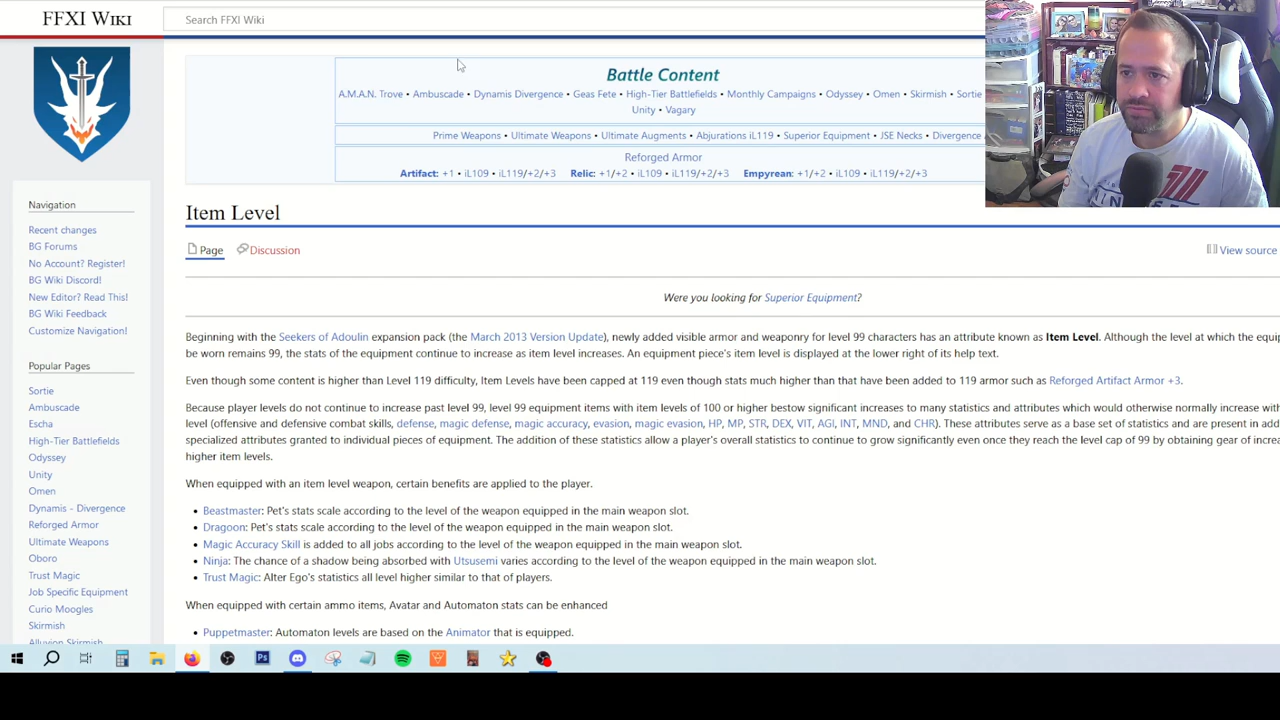 FFXI WIKI
Search FFXI Wiki
Battle Content
A.M.A.N. Trove • Ambuscade • Dynamis Divergence • Geas Fete • High-Tier Battlefields • Monthly Campaigns • Odyssey • Omen • Skirmish • Sortie
Unity • Vagary
Prime Weapons • Ultimate Weapons • Ultimate Augments • Abjurations iL119 • Superior Equipment • JSE Necks • Divergence
Reforged Armor
Artifact: +1 • iL109 • iL119/+2/+3 Relic: +1/+2 • iL109 • iL119/+2/+3 Empyrean: +1/+2 • iL109 • iL119/+2/+3
Navigation
Recent changes
BG Forums
No Account? Register!
BG Wiki Discord!
New Editor? Read This!
BG Wiki Feedback
Customize Navigation!
Popular Pages
Sortie
Ambuscade
Escha
High-Tier Battlefields
Odyssey
Unity
Omen
Dynamis - Divergence
Reforged Armor
Ultimate Weapons
Oboro
Trust Magic
Job Specific Equipment
Curio Moogles
Skirmish
Alluvion Skirmish
Item Level
Page Discussion View source
Were you looking for Superior Equipment?
Beginning with the Seekers of Adoulin expansion pack (the March 2013 Version Update), newly added visible armor and weaponry for level 99 characters has an attribute known as Item Level. Although the level at which the equip
be worn remains 99, the stats of the equipment continue to increase as item level increases. An equipment piece's item level is displayed at the lower right of its help text.
Even though some content is higher than Level 119 difficulty, Item Levels have been capped at 119 even though stats much higher than that have been added to 119 armor such as Reforged Artifact Armor +3.
Because player levels do not continue to increase past level 99, level 99 equipment items with item levels of 100 or higher bestow significant increases to many statistics and attributes which would otherwise normally increase with
level (offensive and defensive combat skills, defense, magic defense, magic accuracy, evasion, magic evasion, HP, MP, STR, DEX, VIT, AGI, INT, MND, and CHR). These attributes serve as a base set of statistics and are present in add
specialized attributes granted to individual pieces of equipment. The addition of these statistics allow a player's overall statistics to continue to grow significantly even once they reach the level cap of 99 by obtaining gear of increa
higher item levels.
When equipped with an item level weapon, certain benefits are applied to the player.
• Beastmaster: Pet's stats scale according to the level of the weapon equipped in the main weapon slot.
• Dragoon: Pet's stats scale according to the level of the weapon equipped in the main weapon slot.
• Magic Accuracy Skill is added to all jobs according to the level of the weapon equipped in the main weapon slot.
• Ninja: The chance of a shadow being absorbed with Utsusemi varies according to the level of the weapon equipped in the main weapon slot.
• Trust Magic: Alter Ego's statistics all level higher similar to that of players.
When equipped with certain ammo items, Avatar and Automaton stats can be enhanced
• Puppetmaster: Automaton levels are based on the Animator that is equipped.